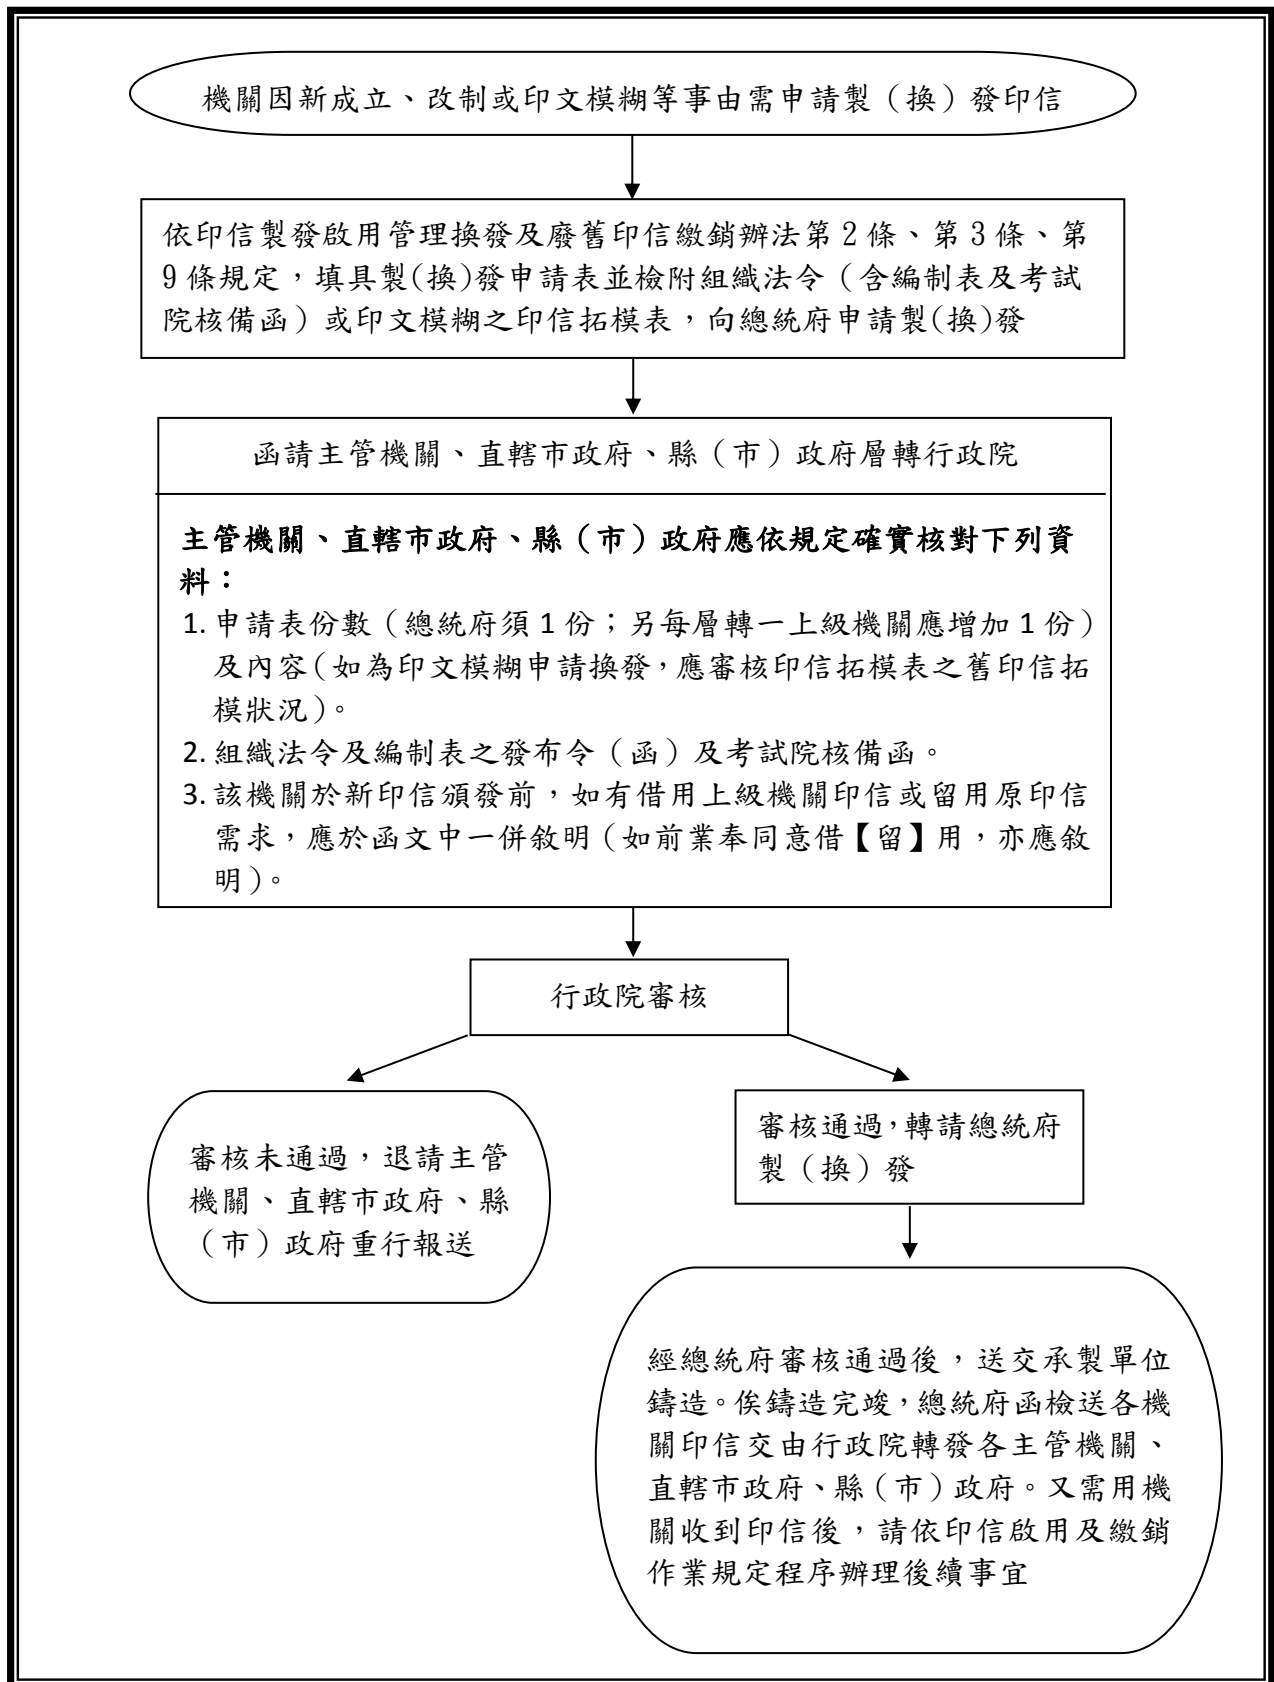 機關因新成立、改制或印文模糊等事由需申請製（換）發印信
依印信製發啟用管理換發及廢舊印信繳銷辦法第 2 條、第 3 條、第
9 條規定，填具製(換)發申請表並檢附組織法令（含編制表及考試
院核備函）或印文模糊之印信拓模表，向總統府申請製(換)發
函請主管機關、直轄市政府、縣（市）政府層轉行政院
主管機關、直轄市政府、縣（市）政府應依規定確實核對下列資
料：
1. 申請表份數（總統府須 1 份；另每層轉一上級機關應增加 1 份）
及內容（如為印文模糊申請換發，應審核印信拓模表之舊印信拓
模狀況）。
2. 組織法令及編制表之發布令（函）及考試院核備函。
3. 該機關於新印信頒發前，如有借用上級機關印信或留用原印信
需求，應於函文中一併敘明（如前業奉同意借【留】用，亦應敘
明）。
行政院審核
審核未通過，退請主管
機關、直轄市政府、縣
（市）政府重行報送
審核通過，轉請總統府
製（換）發
經總統府審核通過後，送交承製單位
鑄造。俟鑄造完竣，總統府函檢送各機
關印信交由行政院轉發各主管機關、
直轄市政府、縣（市）政府。又需用機
關收到印信後，請依印信啟用及繳銷
作業規定程序辦理後續事宜